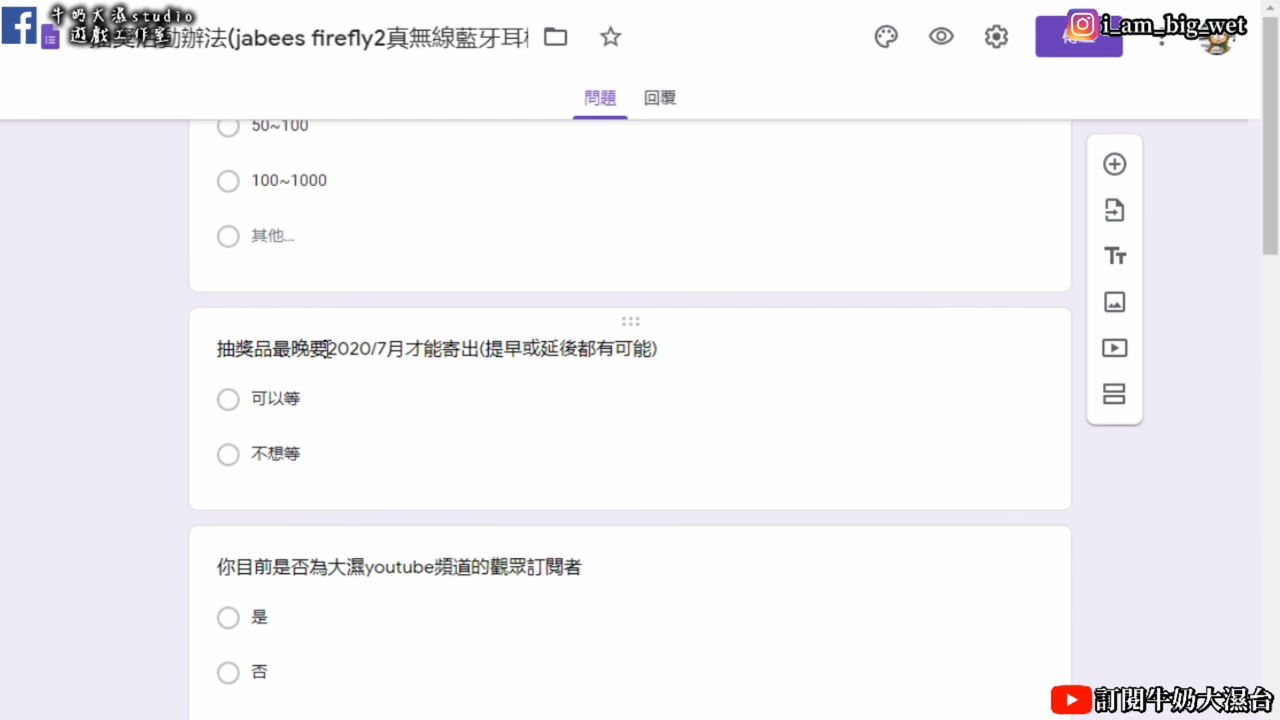 牛奶大濕studio
遊戲工作室
抽獎活動辦法(jabees firefly2真無線藍牙耳機
i_am_big_wet
問題 回覆
50~100
100~1000
其他...
抽獎品最晚要2020/7月才能寄出(提早或延後都有可能)
可以等
不想等
你目前是否為大濕youtube頻道的觀眾訂閱者
是
否
訂閱牛奶大濕台